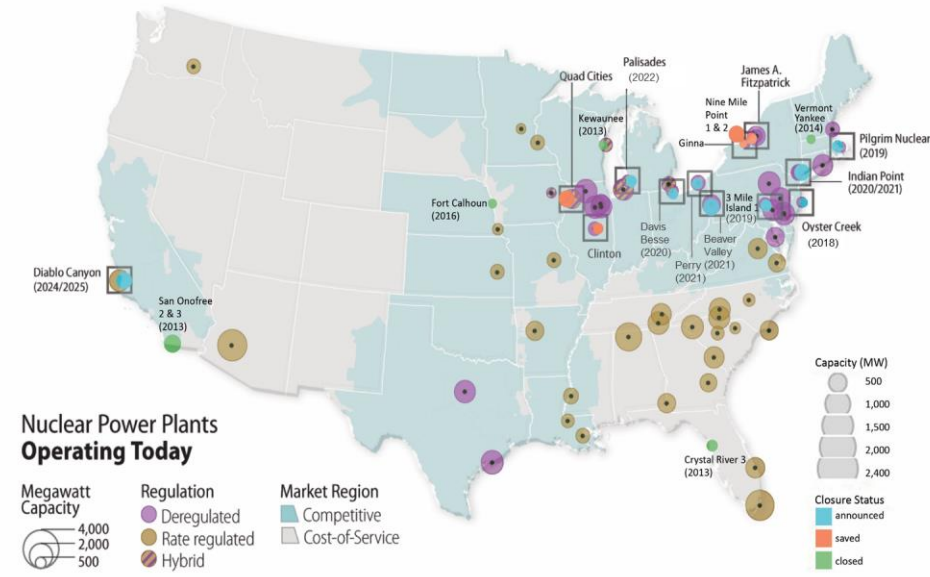 Palisades
(2022)
Quad Cities
James A.
Fitzpatrick
Nine Mile
Point
1 & 2
Kewaunee
(2013)
Vermont
Yankee
(2014)
Ginna
Pilgrim Nuclear
(2019)
Indian Point
(2020/2021)
Fort Calhoun
(2016)
3 Mile
Island 1
(2019)
Oyster Creek
(2018)
Davis
Besse
(2020)
Beaver
Valley
(2021)
Perry
(2021)
Clinton
Diablo Canyon
(2024/2025)
San Onofree
2 & 3
(2013)
Crystal River 3
(2013)
Capacity (MW)
500
1,000
1,500
2,000
2,400
Closure Status
announced
saved
closed
Nuclear Power Plants
Operating Today
Megawatt
Capacity
4,000
2,000
500
Regulation
Deregulated
Rate regulated
Hybrid
Market Region
Competitive
Cost-of-Service